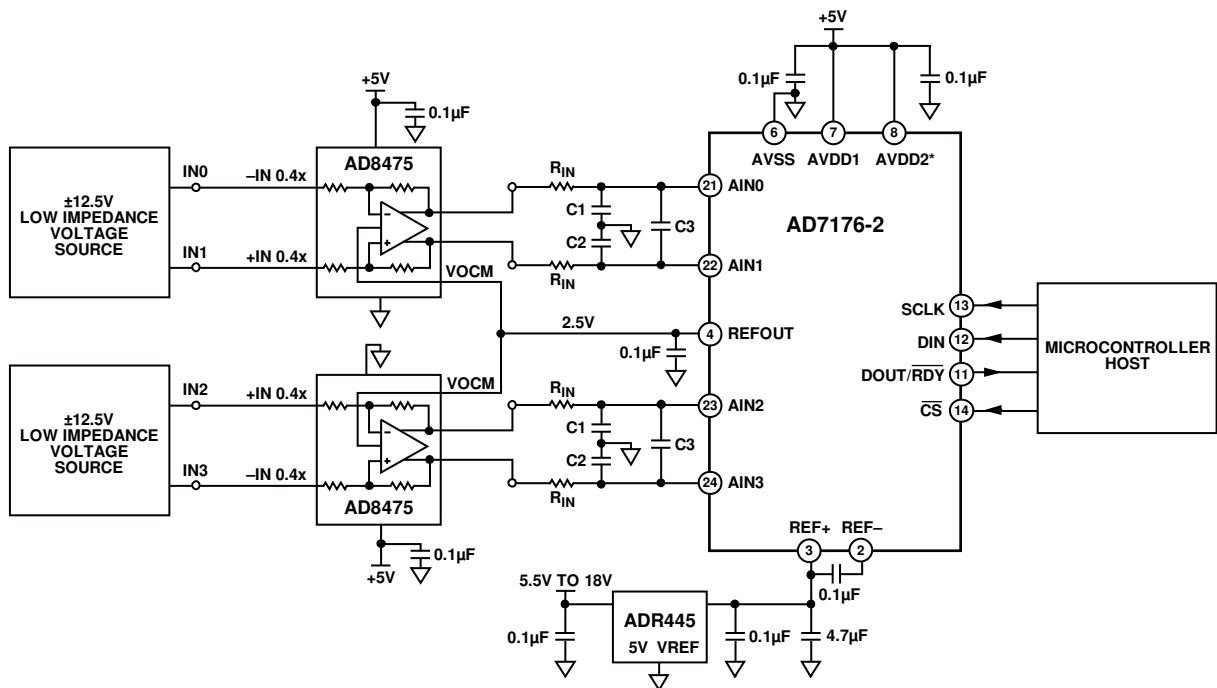 +5V
0.1µF
0.1µF
+5V
0.1µF
6
7
8
AVSS
AVDD1
AVDD2*
AD8475
±12.5V
LOW IMPEDANCE
VOLTAGE
SOURCE
IN0
–IN 0.4x
IN1
+IN 0.4x
–
+
VOCM
RIN
C1
C2
C3
RIN
21
AIN0
22
AIN1
AD7176-2
2.5V
0.1µF
4
REFOUT
SCLK
13
DIN
12
DOUT/RDY
11
CS
14
MICROCONTROLLER
HOST
±12.5V
LOW IMPEDANCE
VOLTAGE
SOURCE
IN2
+IN 0.4x
IN3
–IN 0.4x
VOCM
–
+
AD8475
+5V
0.1µF
RIN
C1
C2
C3
RIN
23
AIN2
24
AIN3
REF+
REF–
3
2
0.1µF
5.5V TO 18V
0.1µF
ADR445
5V VREF
0.1µF
4.7µF